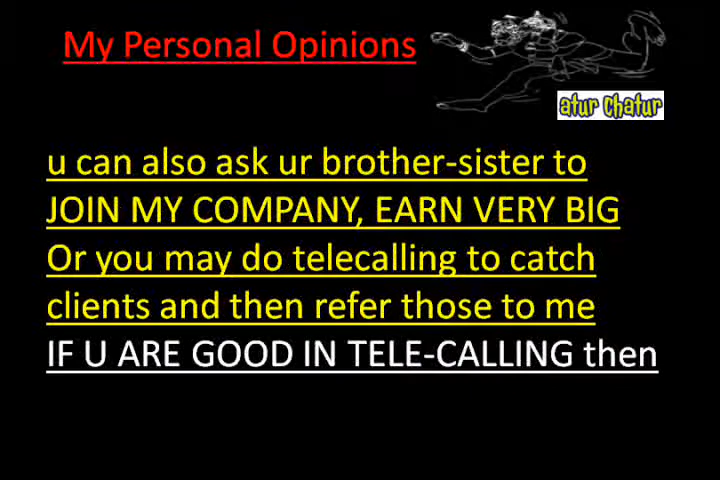 My Personal Opinions
atur chatur
u can also ask ur brother-sister to
JOIN MY COMPANY, EARN VERY BIG
Or you may do telecalling to catch
clients and then refer those to me
IF U ARE GOOD IN TELE-CALLING then